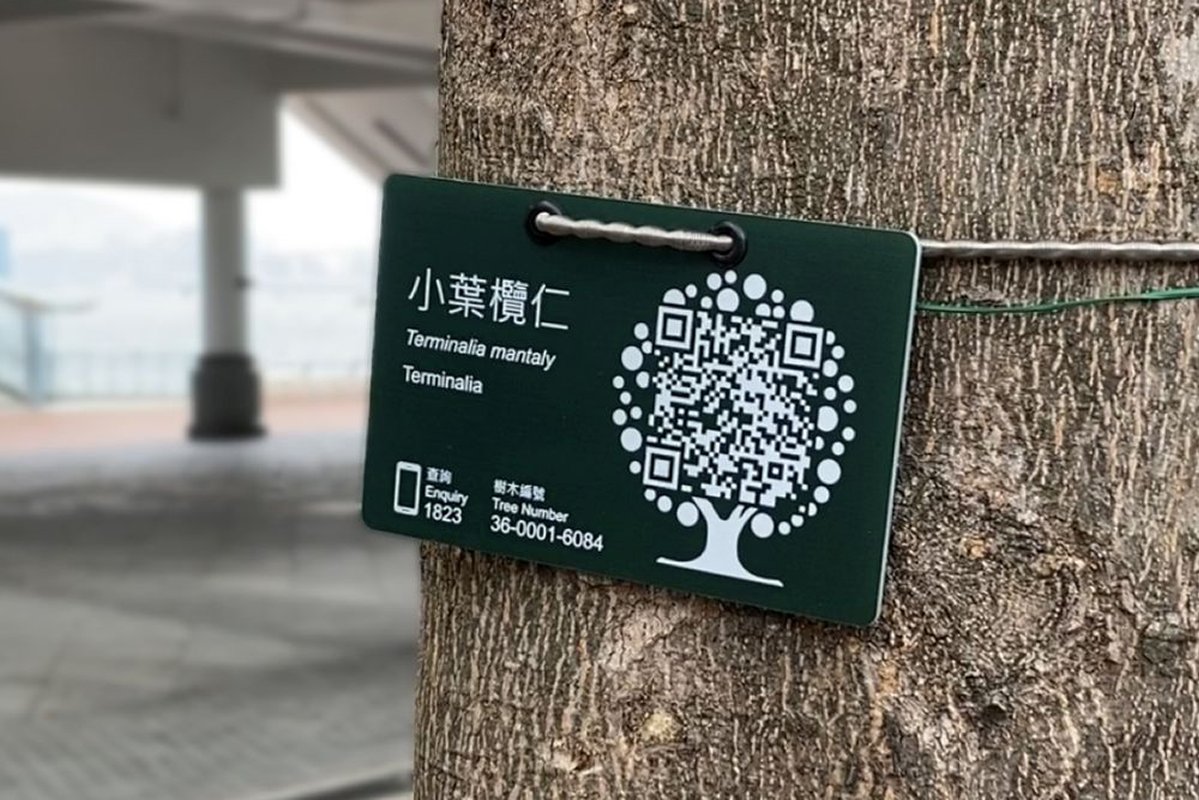 小葉欖仁
Terminalia mantaly
Terminalia
查詢
Enquiry
1823
樹木編號
Tree Number
36-0001-6084